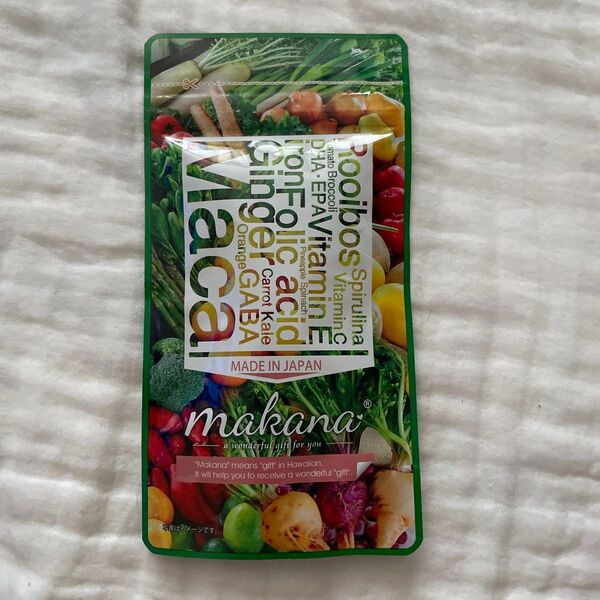 Rooibos
Spirulina
Tomato Broccoli
Vitamin C
DHA・EPA
Vitamin E
Pineapple Spinach
Iron
Folic acid
Carrot Kale
Ginger
GABA
Orange
Maca
MADE IN JAPAN
makana®
a wonderful gift for you
"Makana" means "gift" in Hawaiian.
It will help you to receive a wonderful "gift".
写真はイメージです